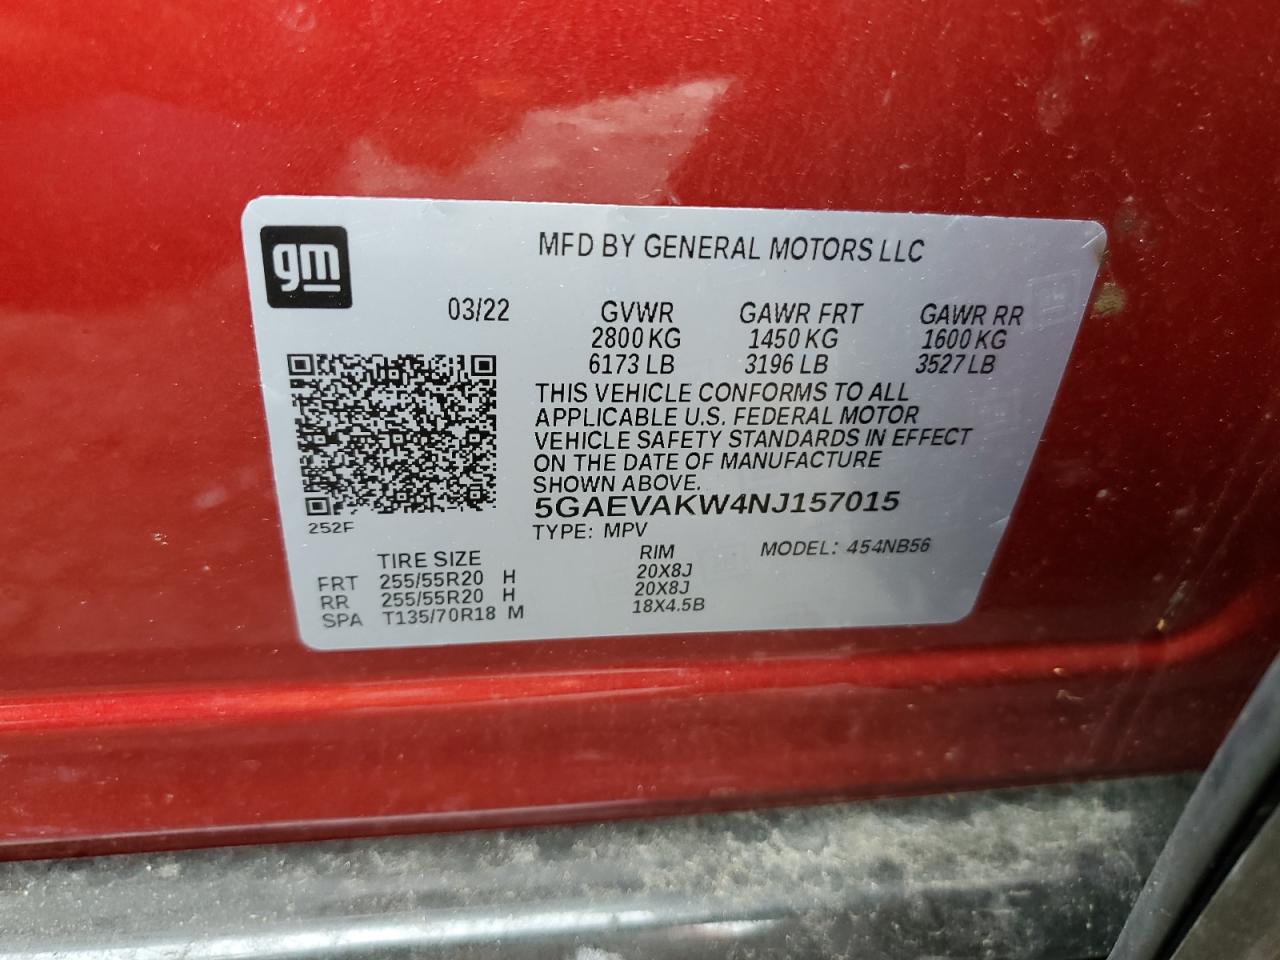 gm
MFD BY GENERAL MOTORS LLC
03/22 GVWR GAWR FRT GAWR RR
2800 KG 1450 KG 1600 KG
6173 LB 3196 LB 3527 LB
THIS VEHICLE CONFORMS TO ALL
APPLICABLE U.S. FEDERAL MOTOR
VEHICLE SAFETY STANDARDS IN EFFECT
ON THE DATE OF MANUFACTURE
SHOWN ABOVE.
5GAEVAKW4NJ157015
252F
TYPE: MPV MODEL: 454NB56
TIRE SIZE RIM
FRT 255/55R20 H 20X8J
RR 255/55R20 H 20X8J
SPA T135/70R18 M 18X4.5B